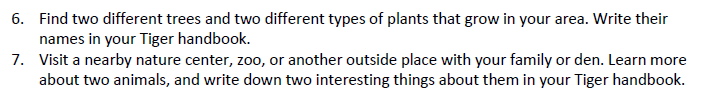 6. Find two different trees and two different types of plants that grow in your area. Write their
names in your Tiger handbook.
7. Visit a nearby nature center, zoo, or another outside place with your family or den. Learn more
about two animals, and write down two interesting things about them in your Tiger handbook.